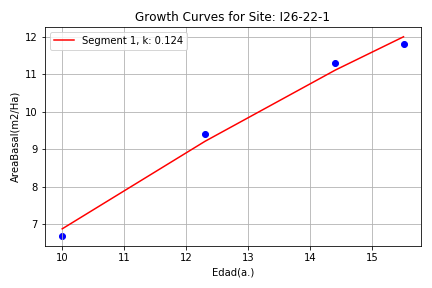 Growth Curves for Site: I26-22-1
Segment 1, k: 0.124
12
11
10
9
8
7
AreaBasal(m2/Ha)
10 11 12 13 14 15
Edad(a.)